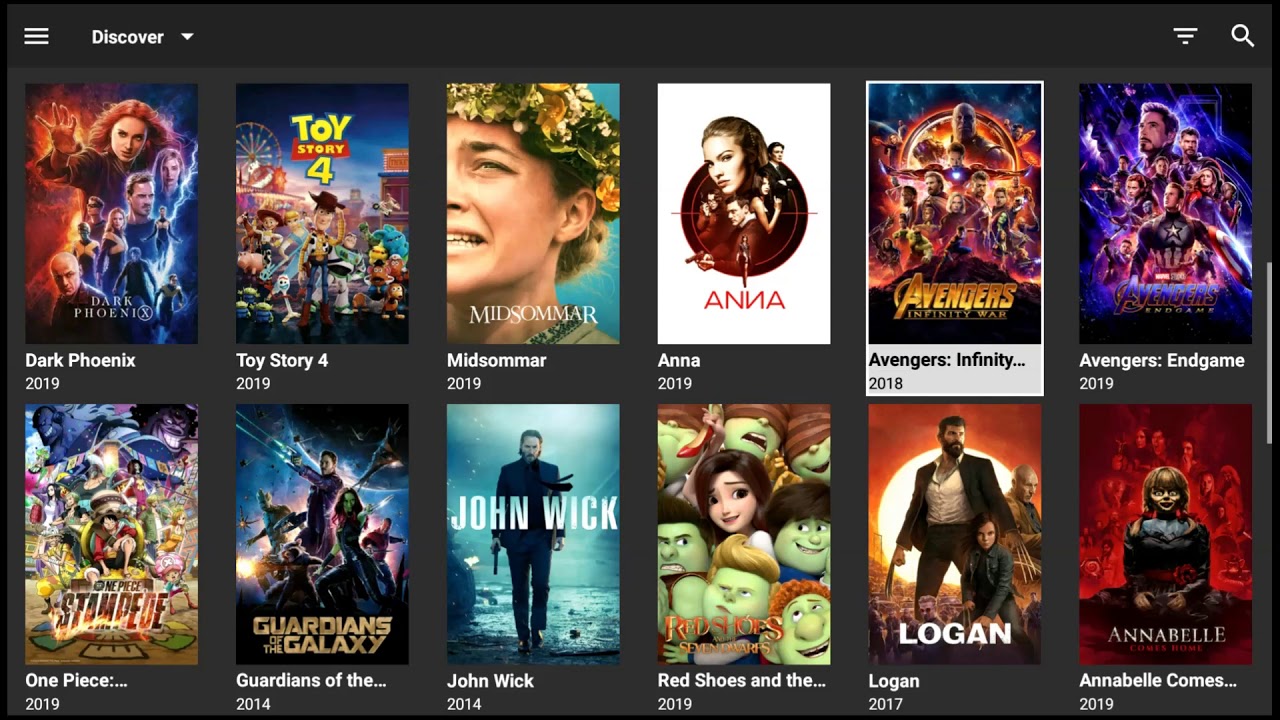 Discover
TOY
STORY
4
DARK
PHOENIX
MIDSOMMAR
ANNA
AVENGERS
INFINITY WAR
MARVEL STUDIOS
AVENGERS
ENDGAME
Dark Phoenix
Toy Story 4
Midsommar
Anna
Avengers: Infinity...
Avengers: Endgame
2019
2019
2019
2019
2018
2019
ONE PIECE
STAMPEDE
GUARDIANS
OF THE GALAXY
JOHN WICK
RED SHOES
AND THE
SEVEN DWARFS
LOGAN
ANNABELLE
COMES HOME
One Piece:...
Guardians of the...
John Wick
Red Shoes and the...
Logan
Annabelle Comes...
2019
2014
2014
2019
2017
2019